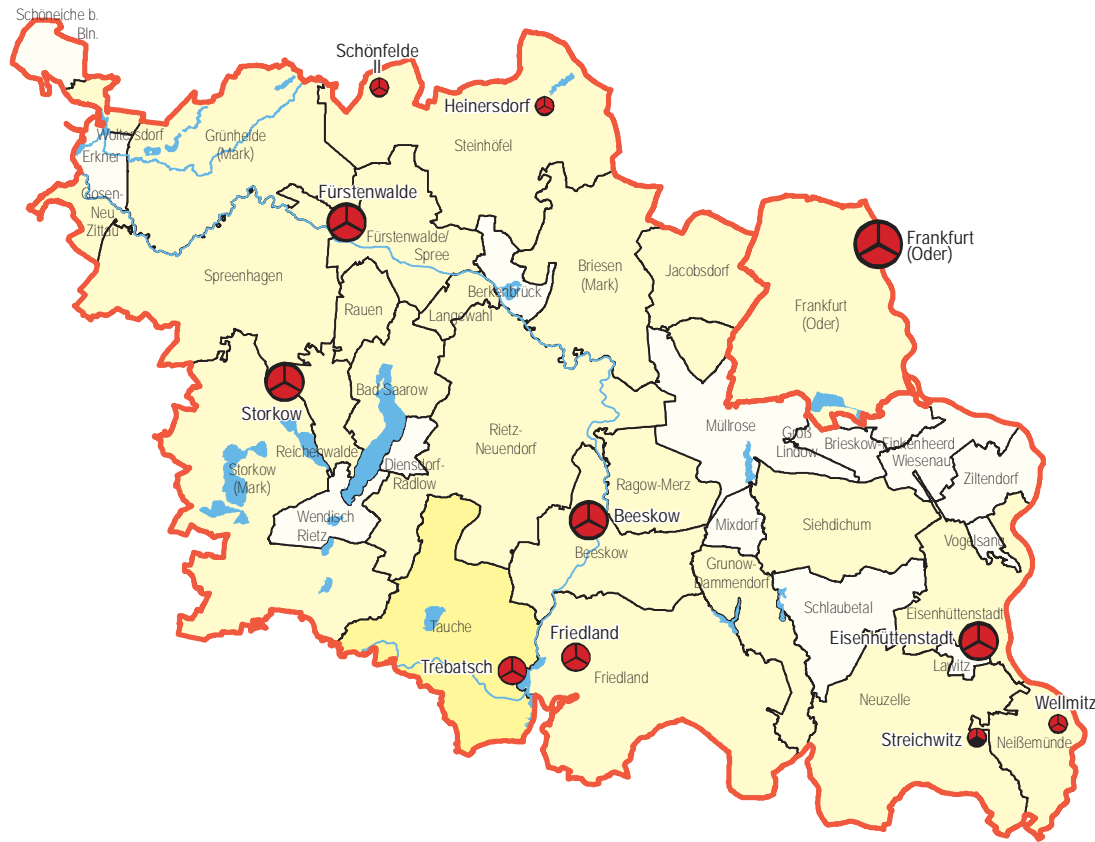 Schöneiche b.
Bln.
Schönfelde
Heinersdorf
Woltersdorf
Grünheide
(Mark)
Steinhöfel
Erkner
Gosen-
Neu
Zittau
Fürstenwalde
Fürstenwalde/
Spree
Frankfurt
(Oder)
Spreenhagen
Briesen
(Mark)
Jacobsdorf
Berkenbrück
Rauen
Langewahl
Frankfurt
(Oder)
Bad Saarow
Storkow
Müllrose
Rietz-
Neuendorf
Groß
Lindow
Brieskow-Finkenheerd
Wiesenau
Reichenwalde
Diensdorf-
Radlow
Storkow
(Mark)
Ragow-Merz
Ziltendorf
Wendisch
Rietz
Beeskow
Mixdorf
Siehdichum
Vogelsang
Beeskow
Grunow-
Dammendorf
Schlaubetal
Eisenhüttenstadt
Tauche
Friedland
Eisenhüttenstadt
Trebatsch
Lawitz
Friedland
Neuzelle
Wellmitz
Streichwitz
Neißemünde